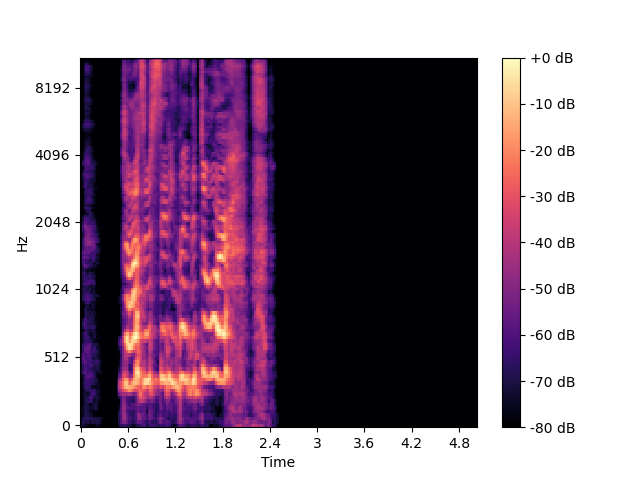 +0 dB
8192
-10 dB
4096
-20 dB
-30 dB
2048
Hz
-40 dB
1024
-50 dB
-60 dB
512
-70 dB
0
-80 dB
0 0.6 1.2 1.8 2.4 3 3.6 4.2 4.8
Time